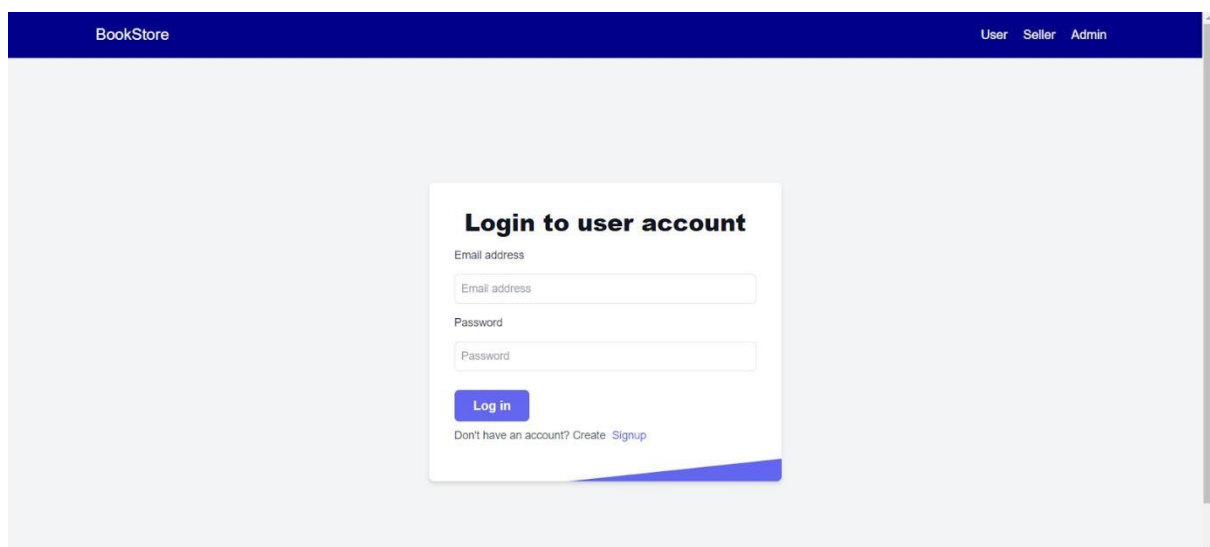 BookStore
User Seller Admin
Login to user account
Email address
Email address
Password
Password
Log in
Don't have an account? Create Signup